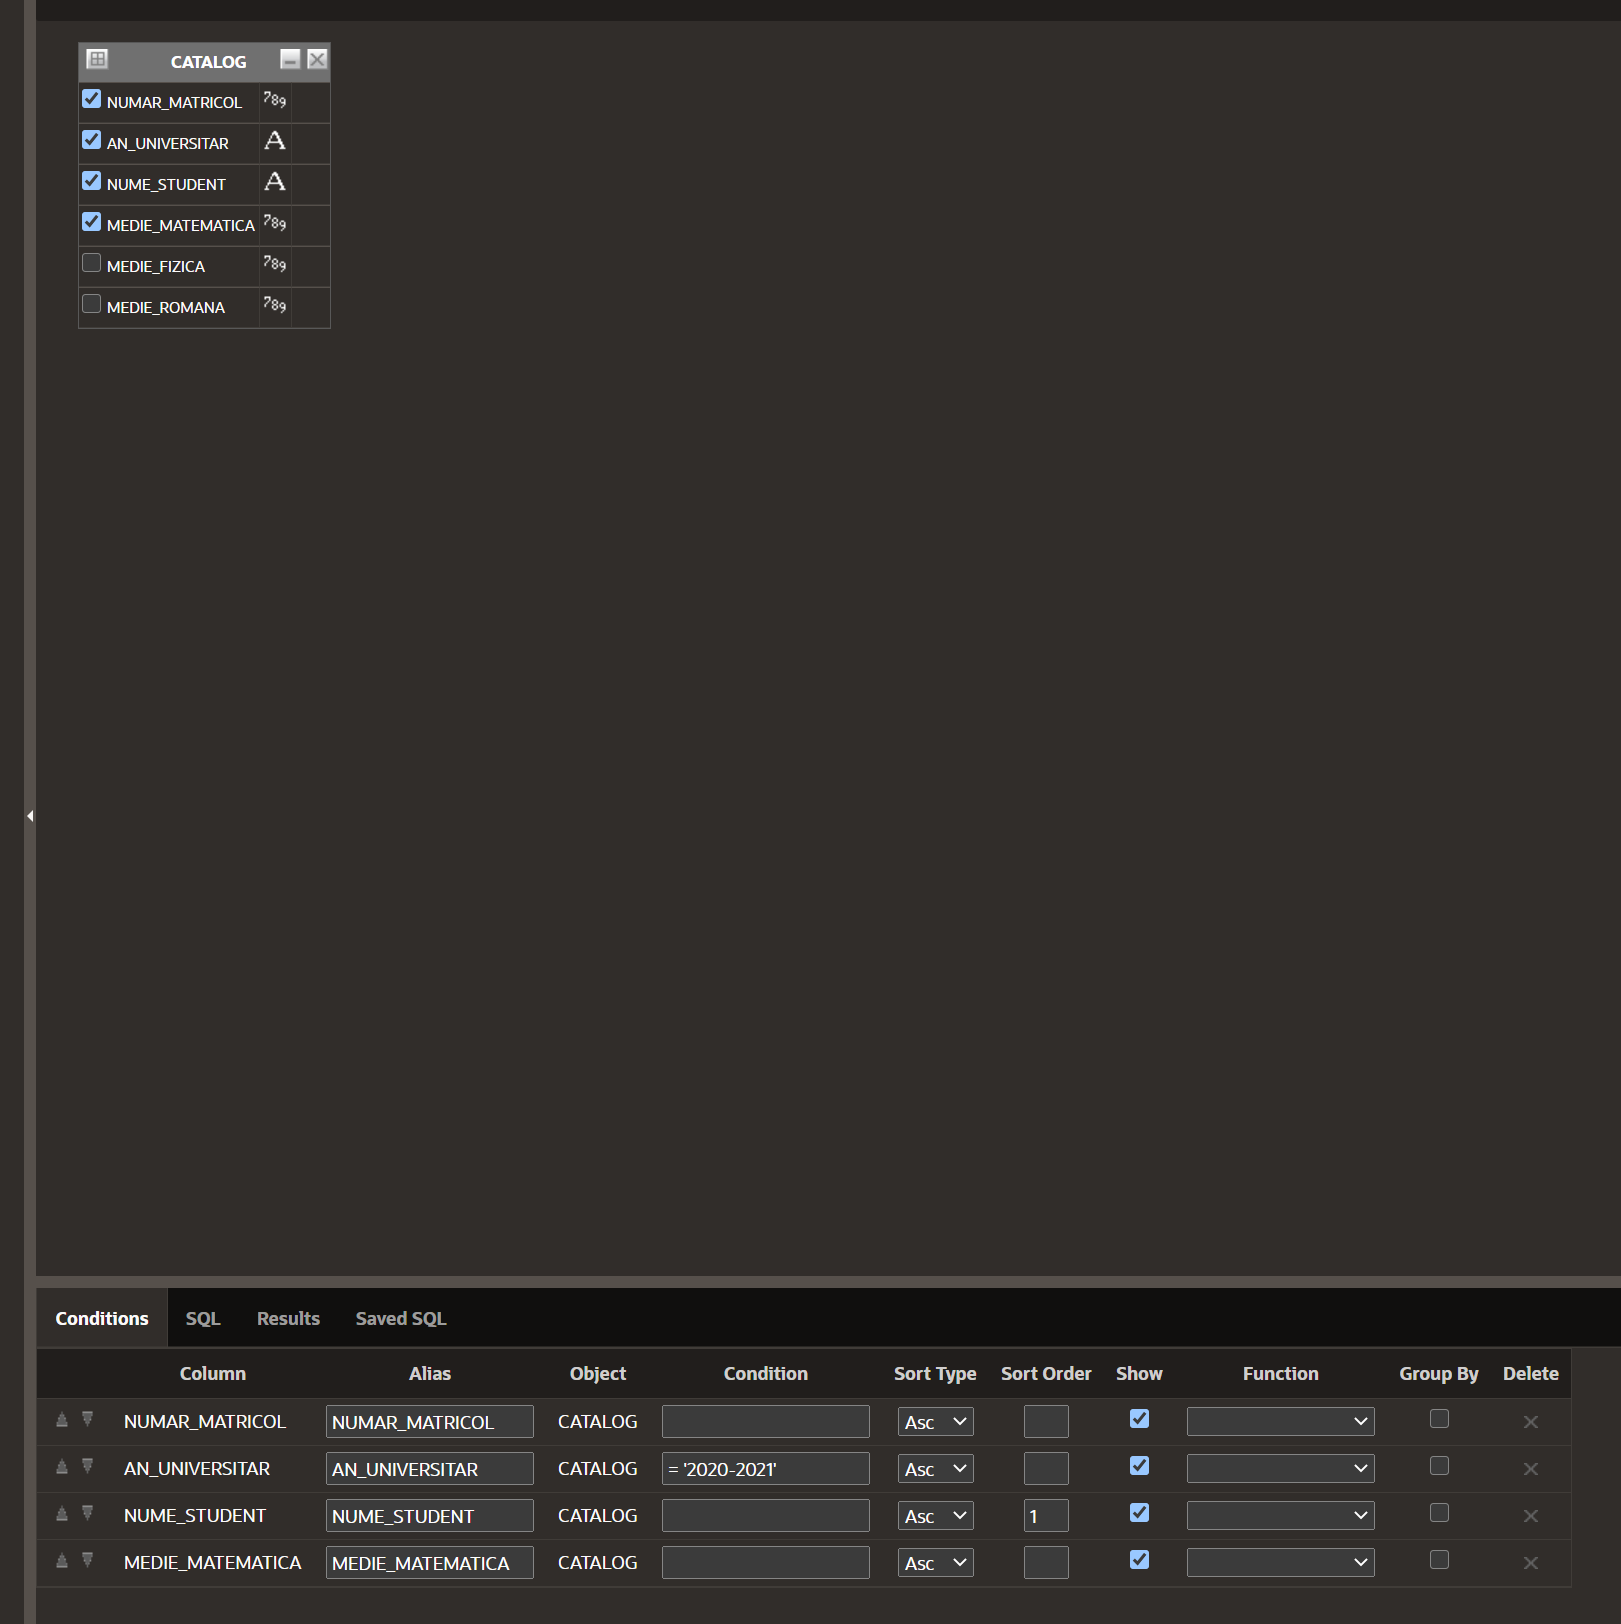 CATALOG
NUMAR_MATRICOL 789
AN_UNIVERSITAR A
NUME_STUDENT A
MEDIE_MATEMATICA 789
MEDIE_FIZICA 789
MEDIE_ROMANA 789
Conditions SQL Results Saved SQL
Column Alias Object Condition Sort Type Sort Order Show Function Group By Delete
NUMAR_MATRICOL NUMAR_MATRICOL CATALOG Asc
AN_UNIVERSITAR AN_UNIVERSITAR CATALOG = '2020-2021' Asc
NUME_STUDENT NUME_STUDENT CATALOG Asc 1
MEDIE_MATEMATICA MEDIE_MATEMATICA CATALOG Asc